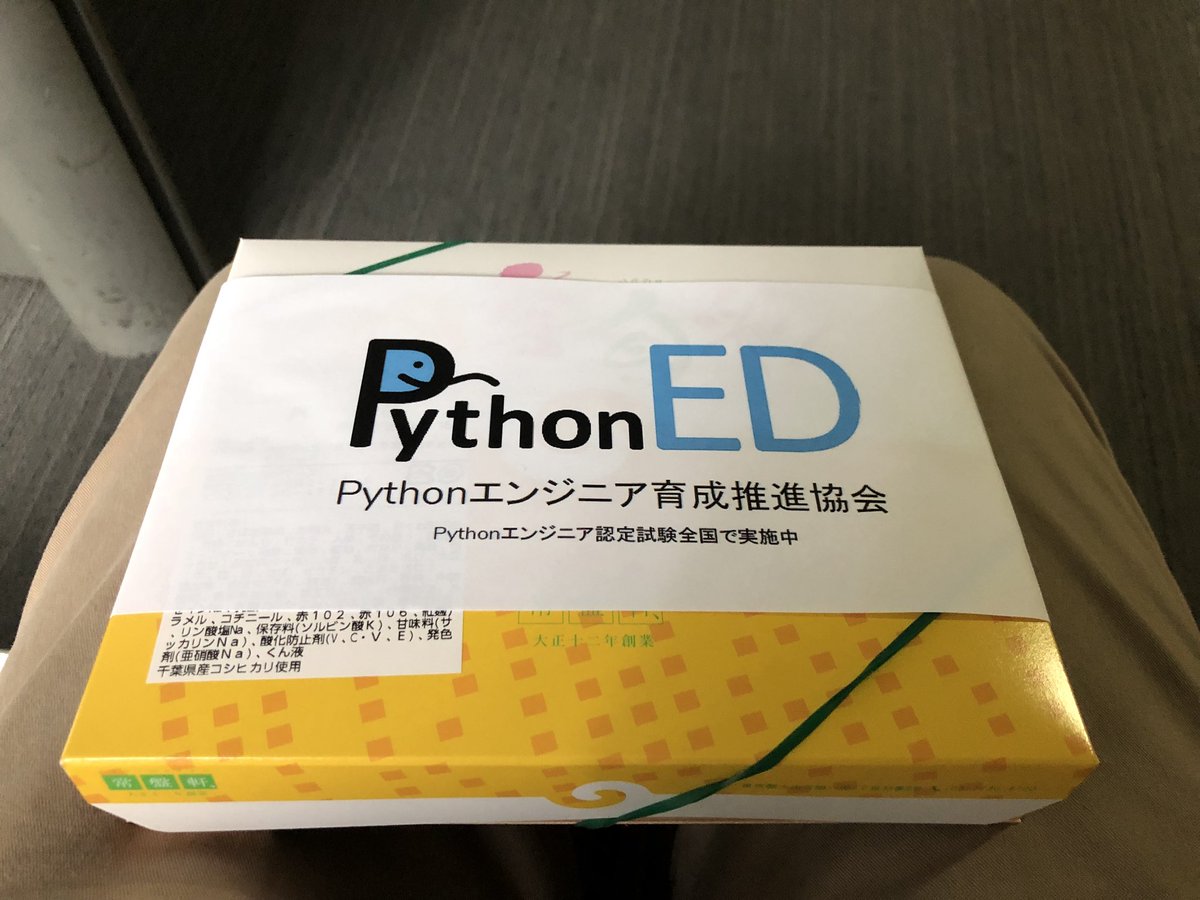 PythonED
Pythonエンジニア育成推進協会
Pythonエンジニア認定試験全国で実施中
ラメル、コチニール、赤102、赤106、紅麹)
、リン酸塩Na、保存料(ソルビン酸K)、甘味料(サ
ッカリンNa)、酸化防止剤(V、C・V、E)、発色
剤(亜硝酸Na)、くん液
千葉県産コシヒカリ使用
大正十二年創業
常盤軒